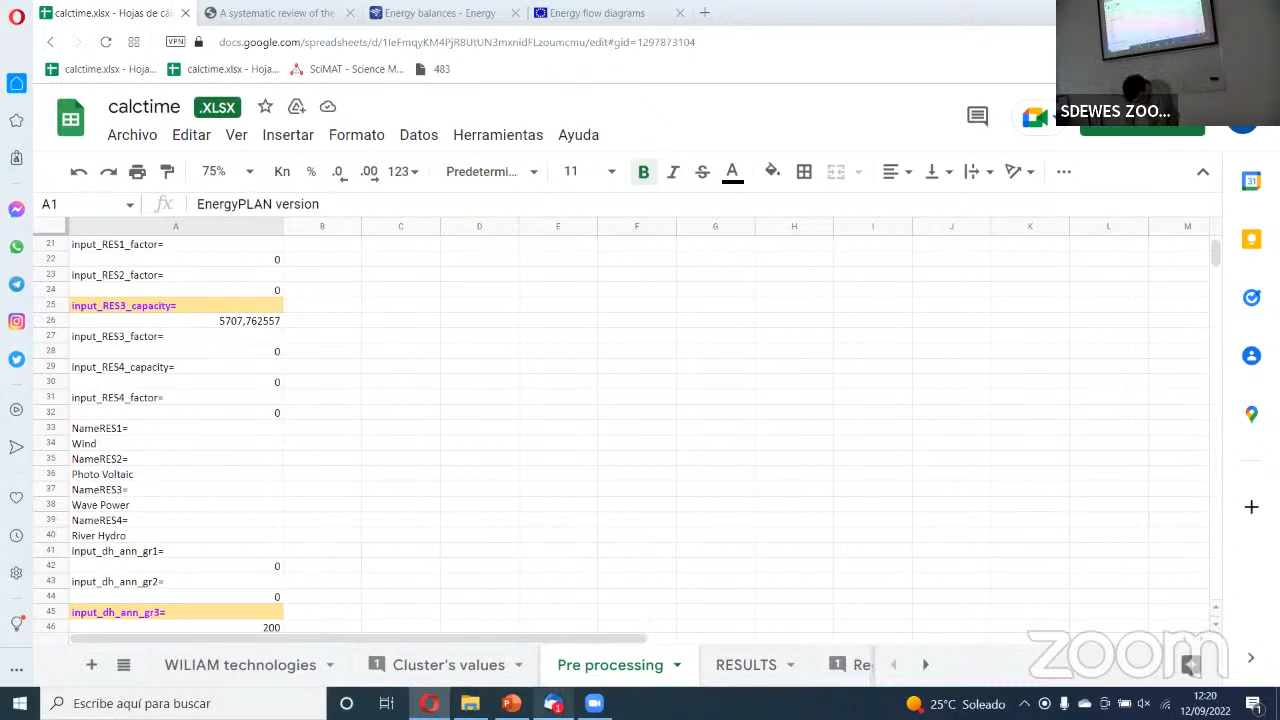 calctime.xlsx - Hojas de cál
A systematic review of the
Energy balances - Energy
Energy flow diagrams
VPN
docs.google.com/spreadsheets/d/1IeFmqyKM4PjR8UtUN3mxnidFLzoumcmu/edit#gid=1297873104
calctime.xlsx - Hoja...
calctime.xlsx - Hoja...
SciMAT - Science M...
483
calctime
.XLSX
SDEWES ZOO...
Archivo Editar Ver Insertar Formato Datos Herramientas Ayuda
75% Kn % .0 .00 123 Predetermi... 11 B I S A
A1 fx EnergyPLAN version
A B C D E F G H I J K L M
21 input_RES1_factor=
22 0
23 input_RES2_factor=
24 0
25 input_RES3_capacity=
26 5707,762557
27 input_RES3_factor=
28 0
29 input_RES4_capacity=
30 0
31 input_RES4_factor=
32 0
33 NameRES1=
34 Wind
35 NameRES2=
36 Photo Voltaic
37 NameRES3=
38 Wave Power
39 NameRES4=
40 River Hydro
41 input_dh_ann_gr1=
42 0
43 input_dh_ann_gr2=
44 0
45 input_dh_ann_gr3=
46 200
WILIAM technologies 1 Cluster's values Pre processing RESULTS 1 Re
zoom
Escribe aquí para buscar
25°C Soleado
12:20
12/09/2022